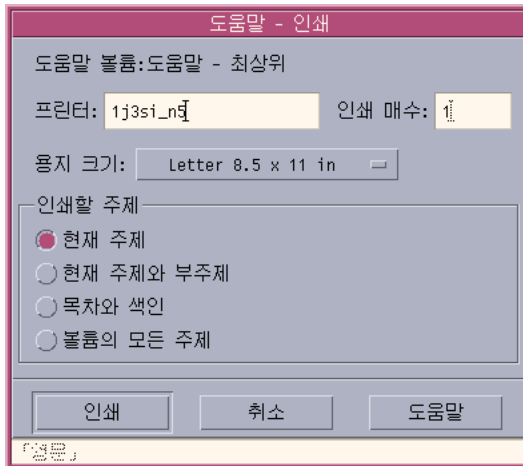 도움말 - 인쇄
도움말 볼륨:도움말 - 최상위
프린터: 1j3si_n5 인쇄 매수: 1
용지 크기: Letter 8.5 x 11 in
인쇄할 주제
현재 주제
현재 주제와 부주제
목차와 색인
볼륨의 모든 주제
인쇄 취소 도움말
「영문」